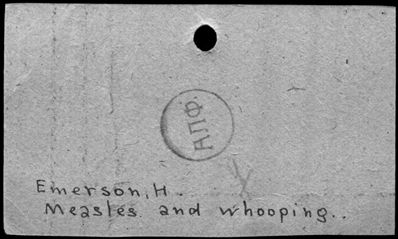 АПФ
Emerson, H.
Measles and whooping..